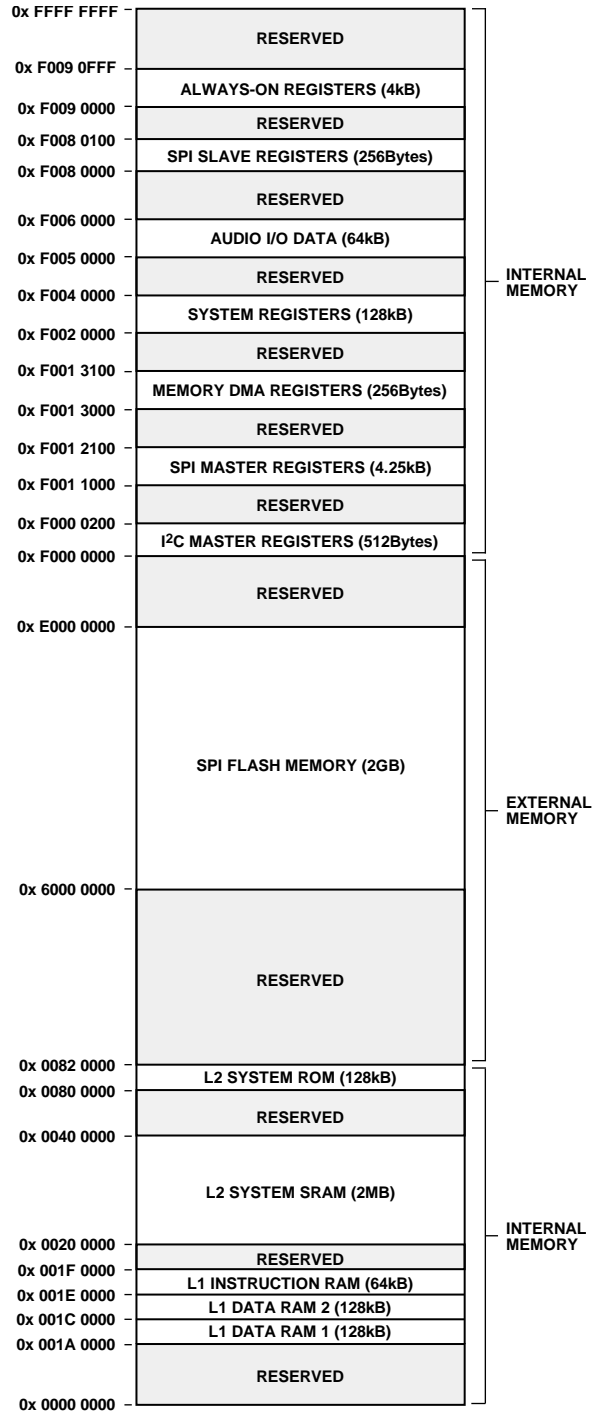 0x FFFF FFFF
RESERVED
0x F009 0FFF
ALWAYS-ON REGISTERS (4kB)
0x F009 0000
RESERVED
0x F008 0100
SPI SLAVE REGISTERS (256Bytes)
0x F008 0000
RESERVED
0x F006 0000
AUDIO I/O DATA (64kB)
0x F005 0000
RESERVED
INTERNAL
MEMORY
0x F004 0000
SYSTEM REGISTERS (128kB)
0x F002 0000
RESERVED
0x F001 3100
MEMORY DMA REGISTERS (256Bytes)
0x F001 3000
RESERVED
0x F001 2100
SPI MASTER REGISTERS (4.25kB)
0x F001 1000
RESERVED
0x F000 0200
I2C MASTER REGISTERS (512Bytes)
0x F000 0000
RESERVED
0x E000 0000
SPI FLASH MEMORY (2GB)
EXTERNAL
MEMORY
0x 6000 0000
RESERVED
0x 0082 0000
L2 SYSTEM ROM (128kB)
0x 0080 0000
RESERVED
0x 0040 0000
L2 SYSTEM SRAM (2MB)
INTERNAL
MEMORY
0x 0020 0000
RESERVED
0x 001F 0000
L1 INSTRUCTION RAM (64kB)
0x 001E 0000
L1 DATA RAM 2 (128kB)
0x 001C 0000
L1 DATA RAM 1 (128kB)
0x 001A 0000
RESERVED
0x 0000 0000